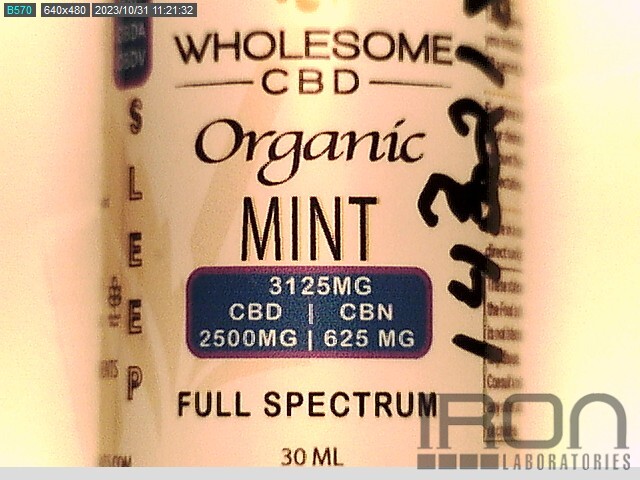 B570 640x480 2023/10/31 11:21:32
WHOLESOME
CBD
Organic
MINT
3125MG
CBD | CBN
2500MG | 625 MG
FULL SPECTRUM
30 ML
SLEEP
IRON
LABORATORIES